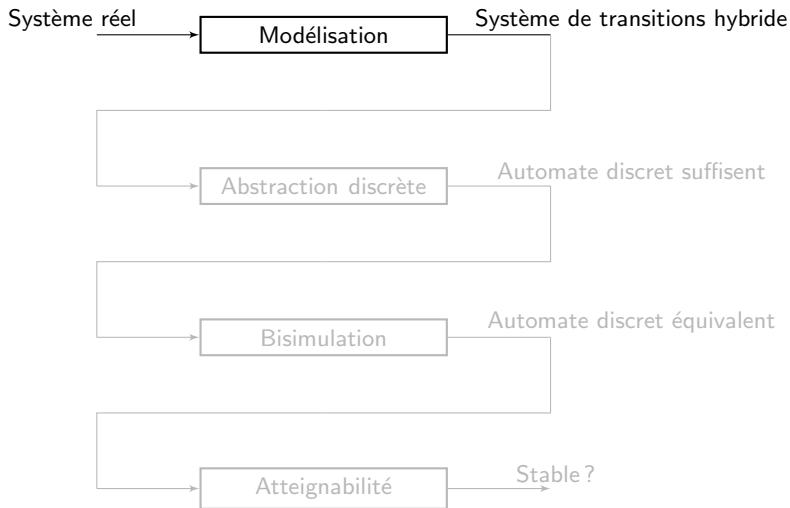 Système réel
Modélisation
Système de transitions hybride
Abstraction discrète
Automate discret suffisent
Bisimulation
Automate discret équivalent
Atteignabilité
Stable ?